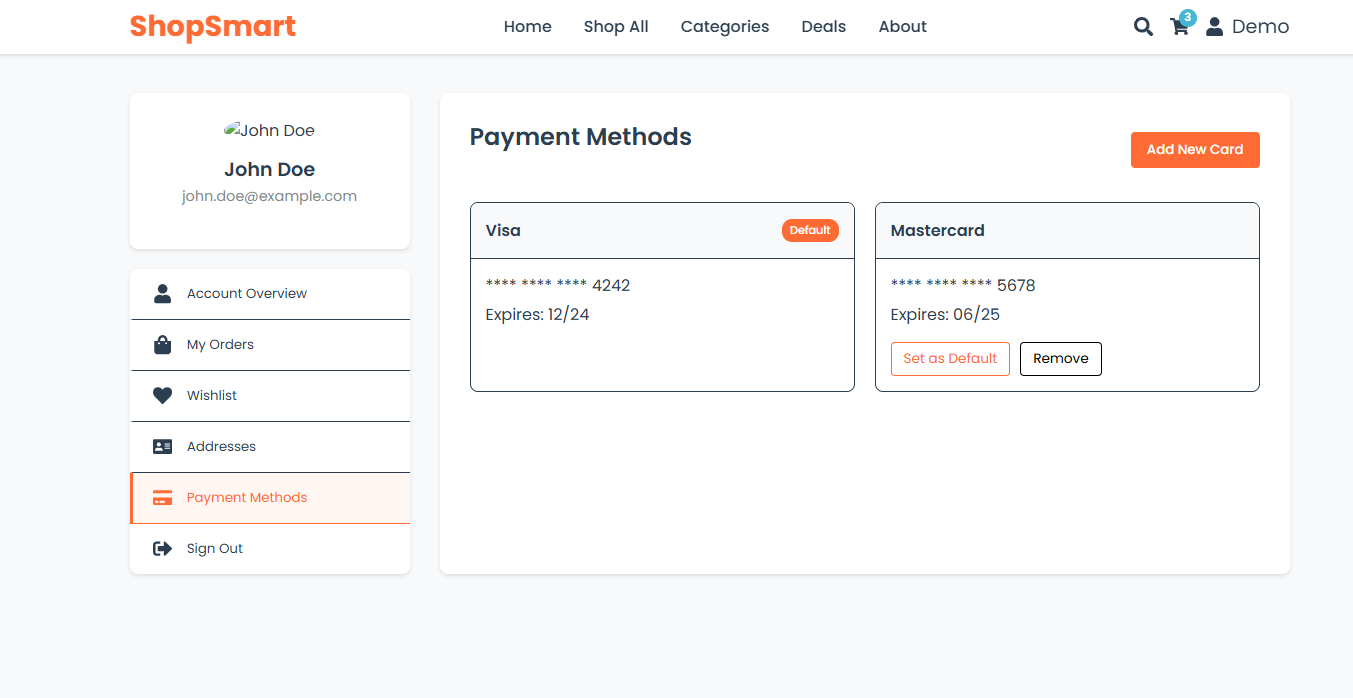 ShopSmart
Home Shop All Categories Deals About
3
Demo
John Doe
John Doe
john.doe@example.com
Account Overview
My Orders
Wishlist
Addresses
Payment Methods
Sign Out
Payment Methods
Add New Card
Visa
Default
**** **** **** 4242
Expires: 12/24
Mastercard
**** **** **** 5678
Expires: 06/25
Set as Default
Remove